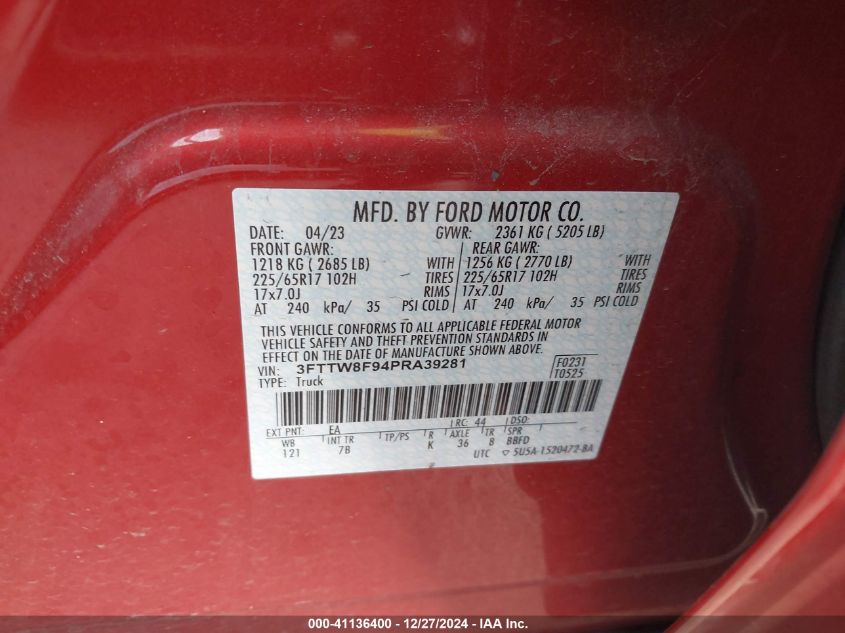 MFD. BY FORD MOTOR CO.
DATE: 04/23 GVWR: 2361 KG ( 5205 LB)
FRONT GAWR: REAR GAWR:
1218 KG ( 2685 LB) WITH 1256 KG ( 2770 LB) WITH
225/65R17 102H TIRES 225/65R17 102H TIRES
17x7.0J RIMS 17x7.0J RIMS
AT 240 kPa/ 35 PSI COLD AT 240 kPa/ 35 PSI COLD
THIS VEHICLE CONFORMS TO ALL APPLICABLE FEDERAL MOTOR
VEHICLE SAFETY AND THEFT PREVENTION STANDARDS IN
EFFECT ON THE DATE OF MANUFACTURE SHOWN ABOVE.
VIN: 3FTTW8F94PRA39281 F0231
TYPE: Truck T0525
EXT PNT: EA RC: 44 DSO:
WB INT TR TP/PS R AXLE TR SPR
121 7B K 36 8 BBFD
UTC 5U5A-1520472-BA
000-41136400 - 12/27/2024 - IAA Inc.